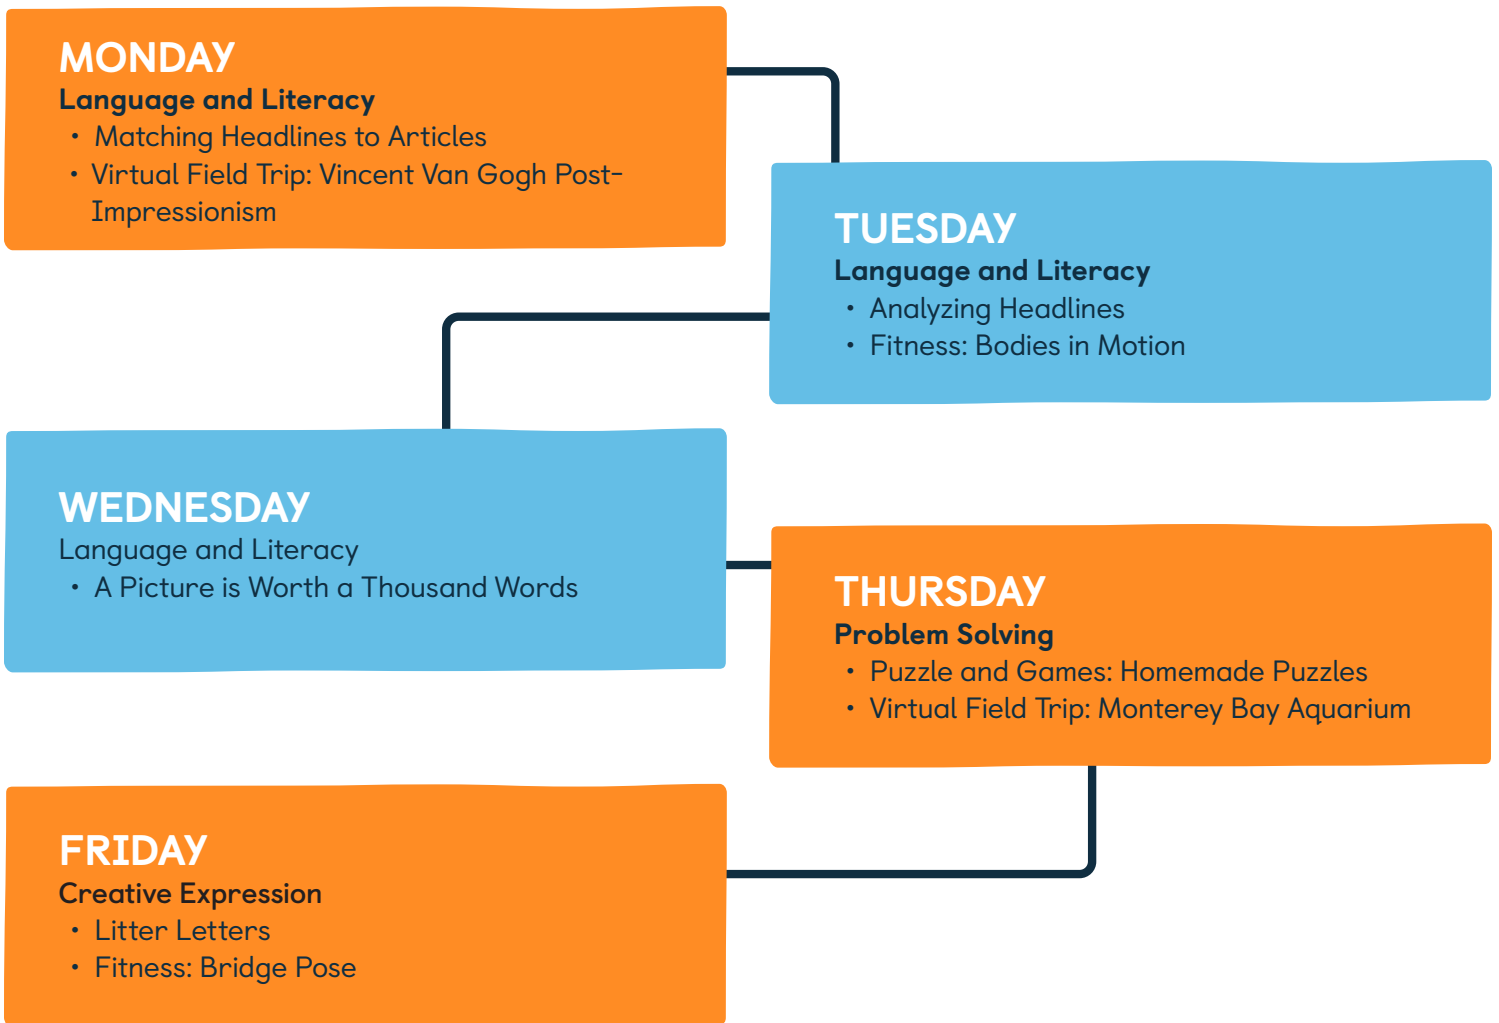 MONDAY
Language and Literacy
• Matching Headlines to Articles
• Virtual Field Trip: Vincent Van Gogh Post-
Impressionism
TUESDAY
Language and Literacy
• Analyzing Headlines
• Fitness: Bodies in Motion
WEDNESDAY
Language and Literacy
• A Picture is Worth a Thousand Words
THURSDAY
Problem Solving
• Puzzle and Games: Homemade Puzzles
• Virtual Field Trip: Monterey Bay Aquarium
FRIDAY
Creative Expression
• Litter Letters
• Fitness: Bridge Pose